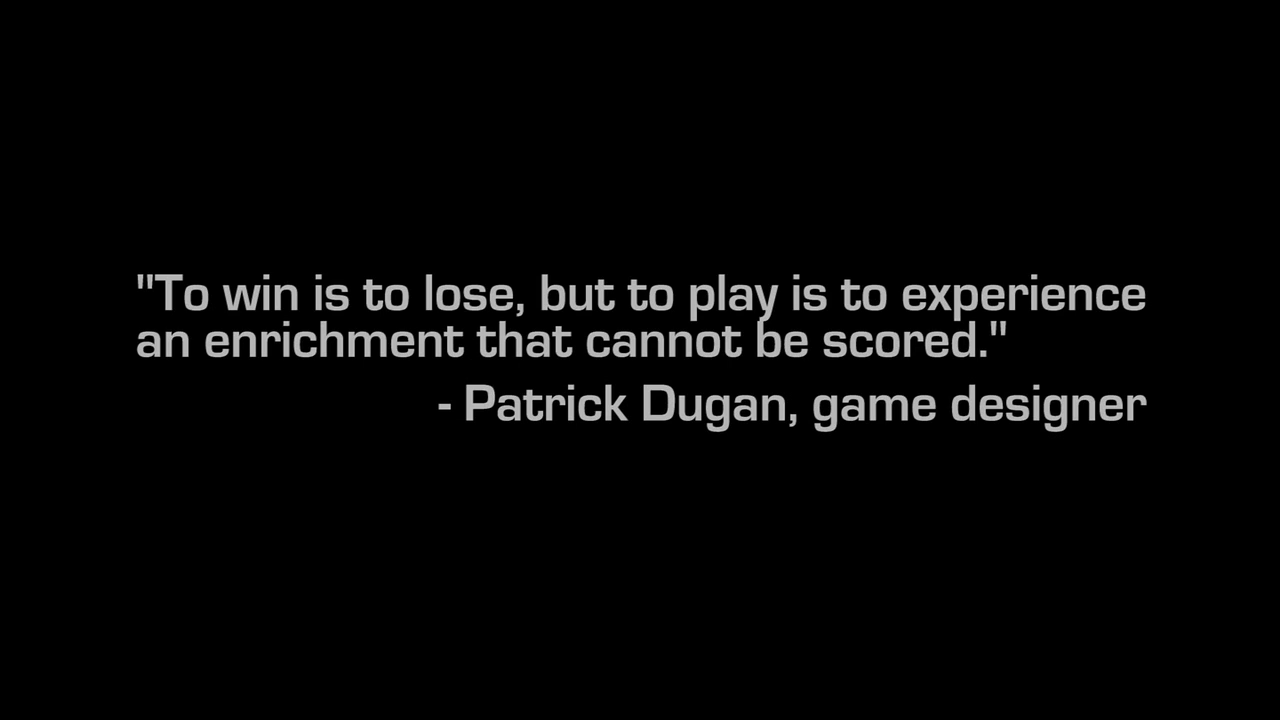 "To win is to lose, but to play is to experience
an enrichment that cannot be scored."
- Patrick Dugan, game designer